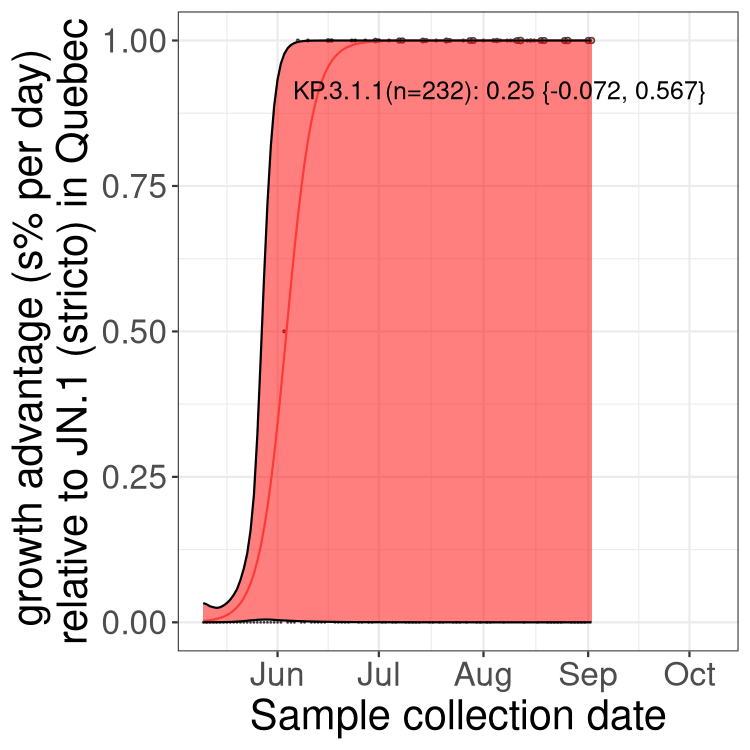 growth advantage (s% per day)
relative to JN.1 (stricto) in Quebec
1.00
0.75
0.50
0.25
0.00
KP.3.1.1(n=232): 0.25 {-0.072, 0.567}
Jun Jul Aug Sep Oct
Sample collection date